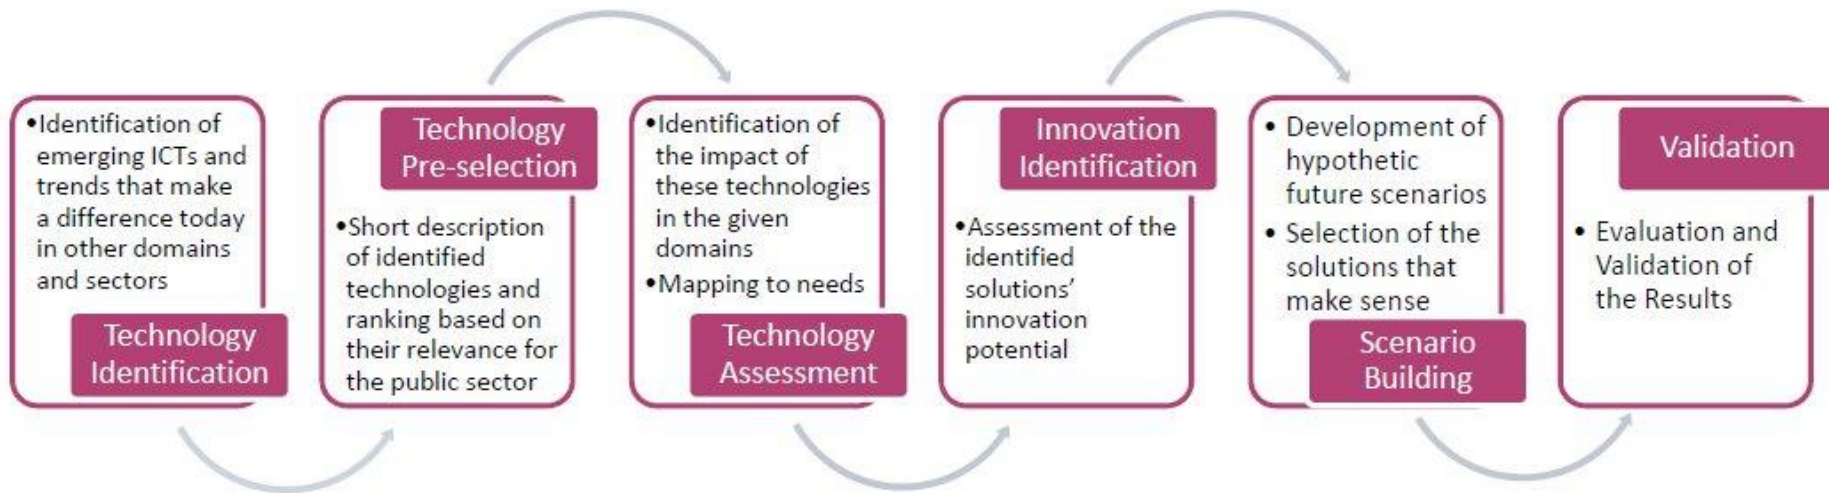 •Identification of
emerging ICTs and
trends that make
a difference today
in other domains
and sectors
Technology
Identification
Technology
Pre-selection
•Short description
of identified
technologies and
ranking based on
their relevance for
the public sector
•Identification of
the impact of
these technologies
in the given
domains
•Mapping to needs
Technology
Assessment
Innovation
Identification
•Assessment of the
identified
solutions’
innovation
potential
• Development of
hypothetic
future scenarios
• Selection of the
solutions that
make sense
Scenario
Building
Validation
• Evaluation and
Validation of
the Results